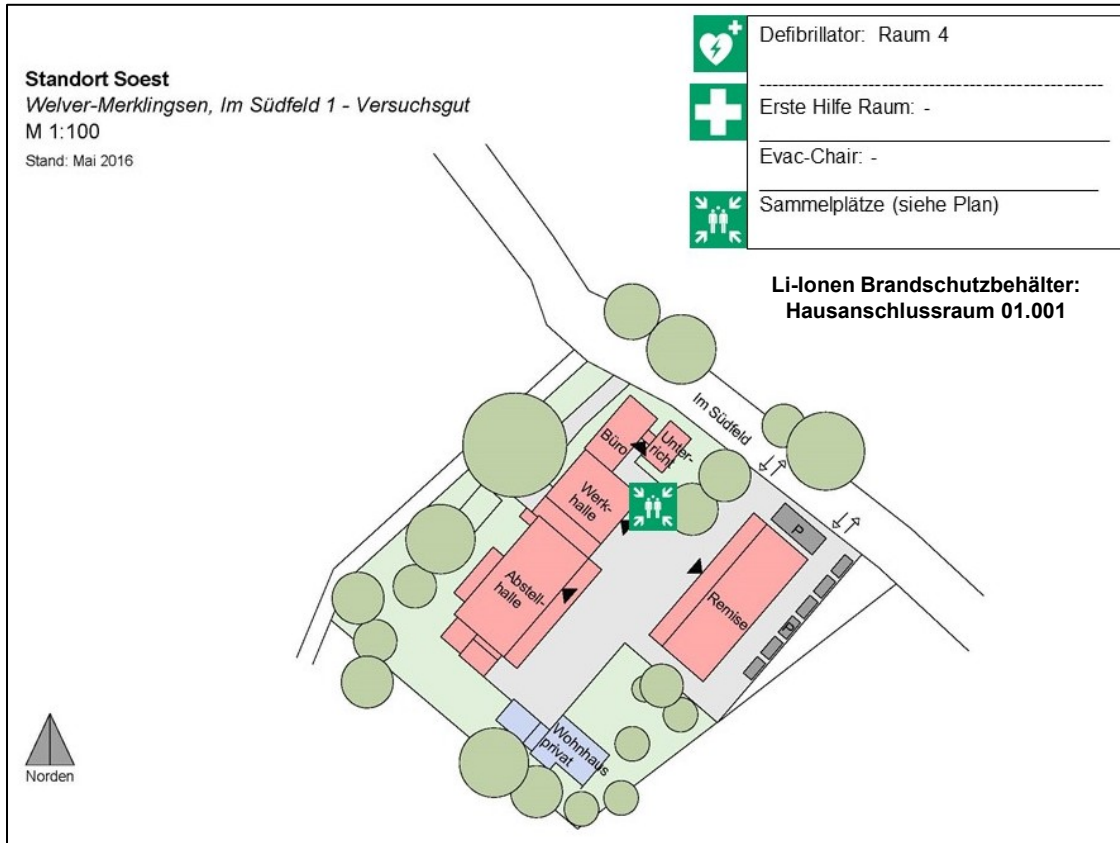 Standort Soest
Welver-Merklingsen, Im Südfeld 1 - Versuchsgut
M 1:100
Stand: Mai 2016
Defibrillator: Raum 4
Erste Hilfe Raum: -
Evac-Chair: -
Sammelplätze (siehe Plan)
Li-Ionen Brandschutzbehälter:
Hausanschlussraum 01.001
Im Südfeld
Büro
Unter-
richt
Werk-
halle
P
Abstell-
halle
Remise
P
Wohnhaus
privat
Norden